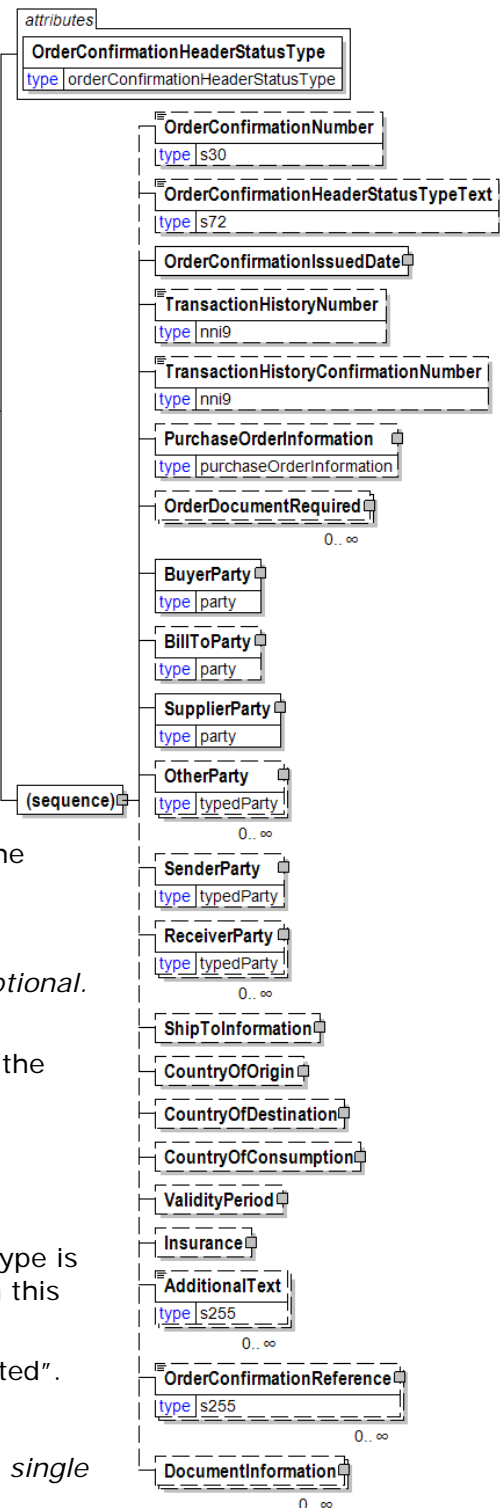 attributes
OrderConfirmationHeaderStatusType
type orderConfirmationHeaderStatusType
OrderConfirmationNumber
type s30
OrderConfirmationHeaderStatusTypeText
type s72
OrderConfirmationIssuedDate
TransactionHistoryNumber
type nni9
TransactionHistoryConfirmationNumber
type nni9
PurchaseOrderInformation
type purchaseOrderInformation
OrderDocumentRequired
0.. ∞
BuyerParty
type party
BillToParty
type party
SupplierParty
type party
OtherParty
type typedParty
(sequence)
0.. ∞
SenderParty
type typedParty
ReceiverParty
type typedParty
0.. ∞
ShipToInformation
the
CountryOfOrigin
CountryOfDestination
CountryOfConsumption
ValidityPeriod
Insurance
ype is
this
AdditionalText
type s255
0.. ∞
ted".
OrderConfirmationReference
type s255
0.. ∞
single
DocumentInformation
0.. ∞